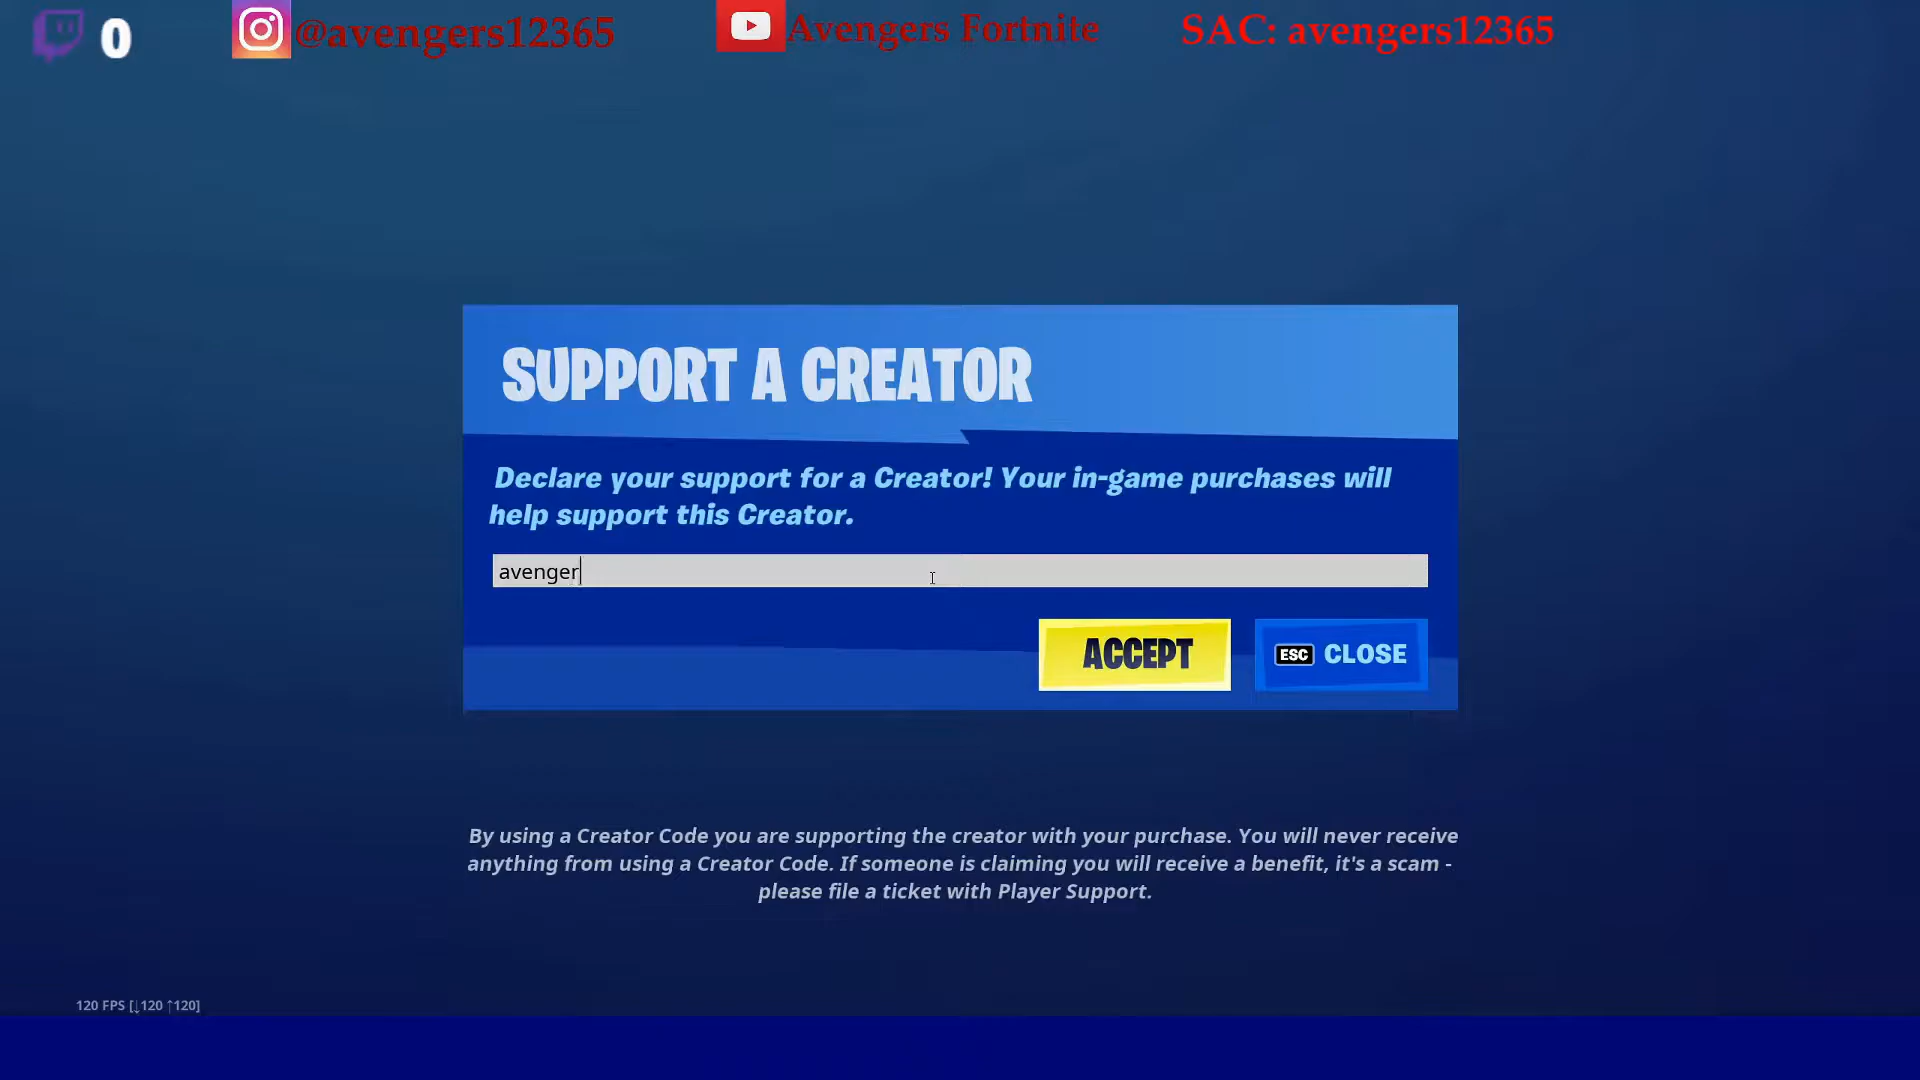 0
@avengers12365
Avengers Fortnite
SAC: avengers12365
SUPPORT A CREATOR
Declare your support for a Creator! Your in-game purchases will
help support this Creator.
avenger
ACCEPT
ESC CLOSE
By using a Creator Code you are supporting the creator with your purchase. You will never receive
anything from using a Creator Code. If someone is claiming you will receive a benefit, it's a scam -
please file a ticket with Player Support.
120 FPS [↓120 ↑120]